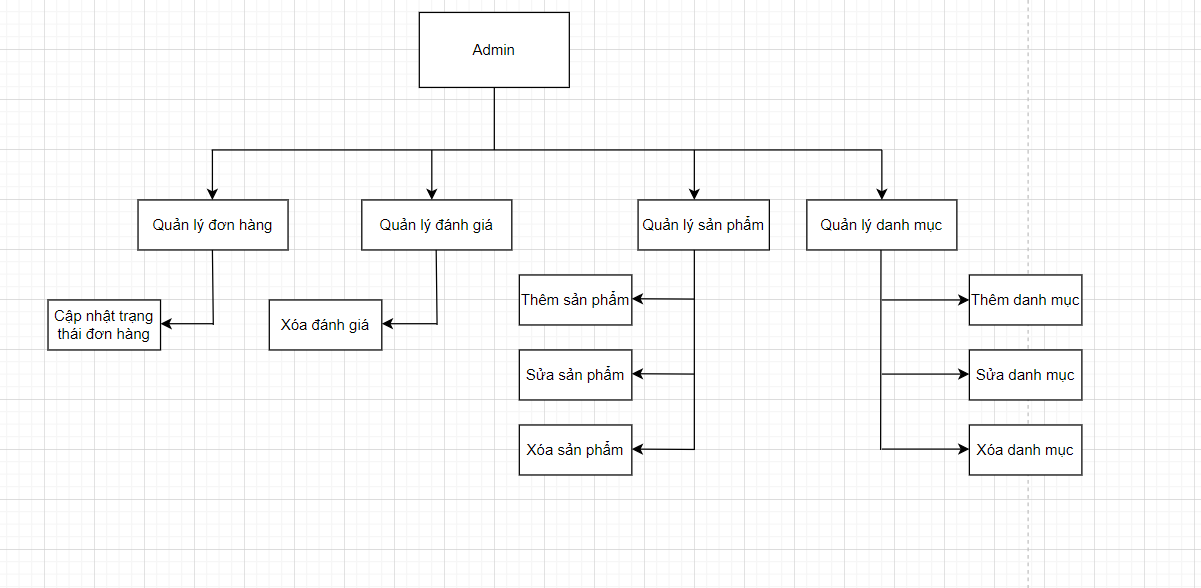 Admin
Quản lý đơn hàng
Quản lý đánh giá
Quản lý sản phẩm
Quản lý danh mục
Cập nhật trạng
thái đơn hàng
Xóa đánh giá
Thêm sản phẩm
Sửa sản phẩm
Xóa sản phẩm
Thêm danh mục
Sửa danh mục
Xóa danh mục